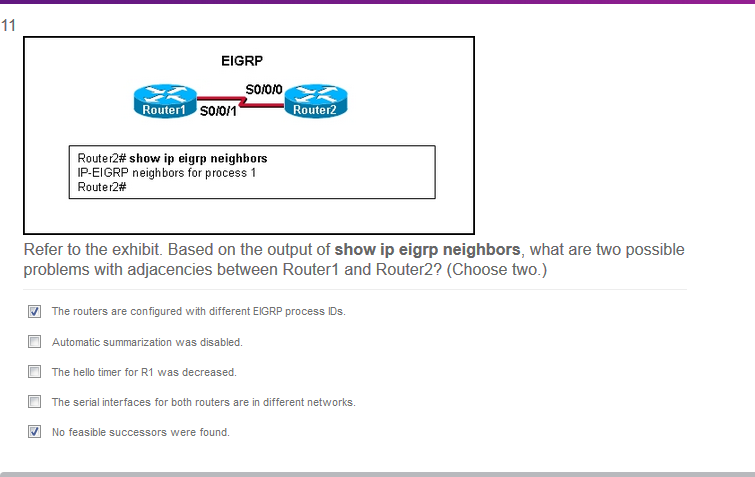 11
EIGRP
S0/0/0
Router1 S0/0/1 Router2
Router2# show ip eigrp neighbors
IP-EIGRP neighbors for process 1
Router2#
Refer to the exhibit. Based on the output of show ip eigrp neighbors, what are two possible
problems with adjacencies between Router1 and Router2? (Choose two.)
The routers are configured with different EIGRP process IDs.
Automatic summarization was disabled.
The hello timer for R1 was decreased.
The serial interfaces for both routers are in different networks.
No feasible successors were found.